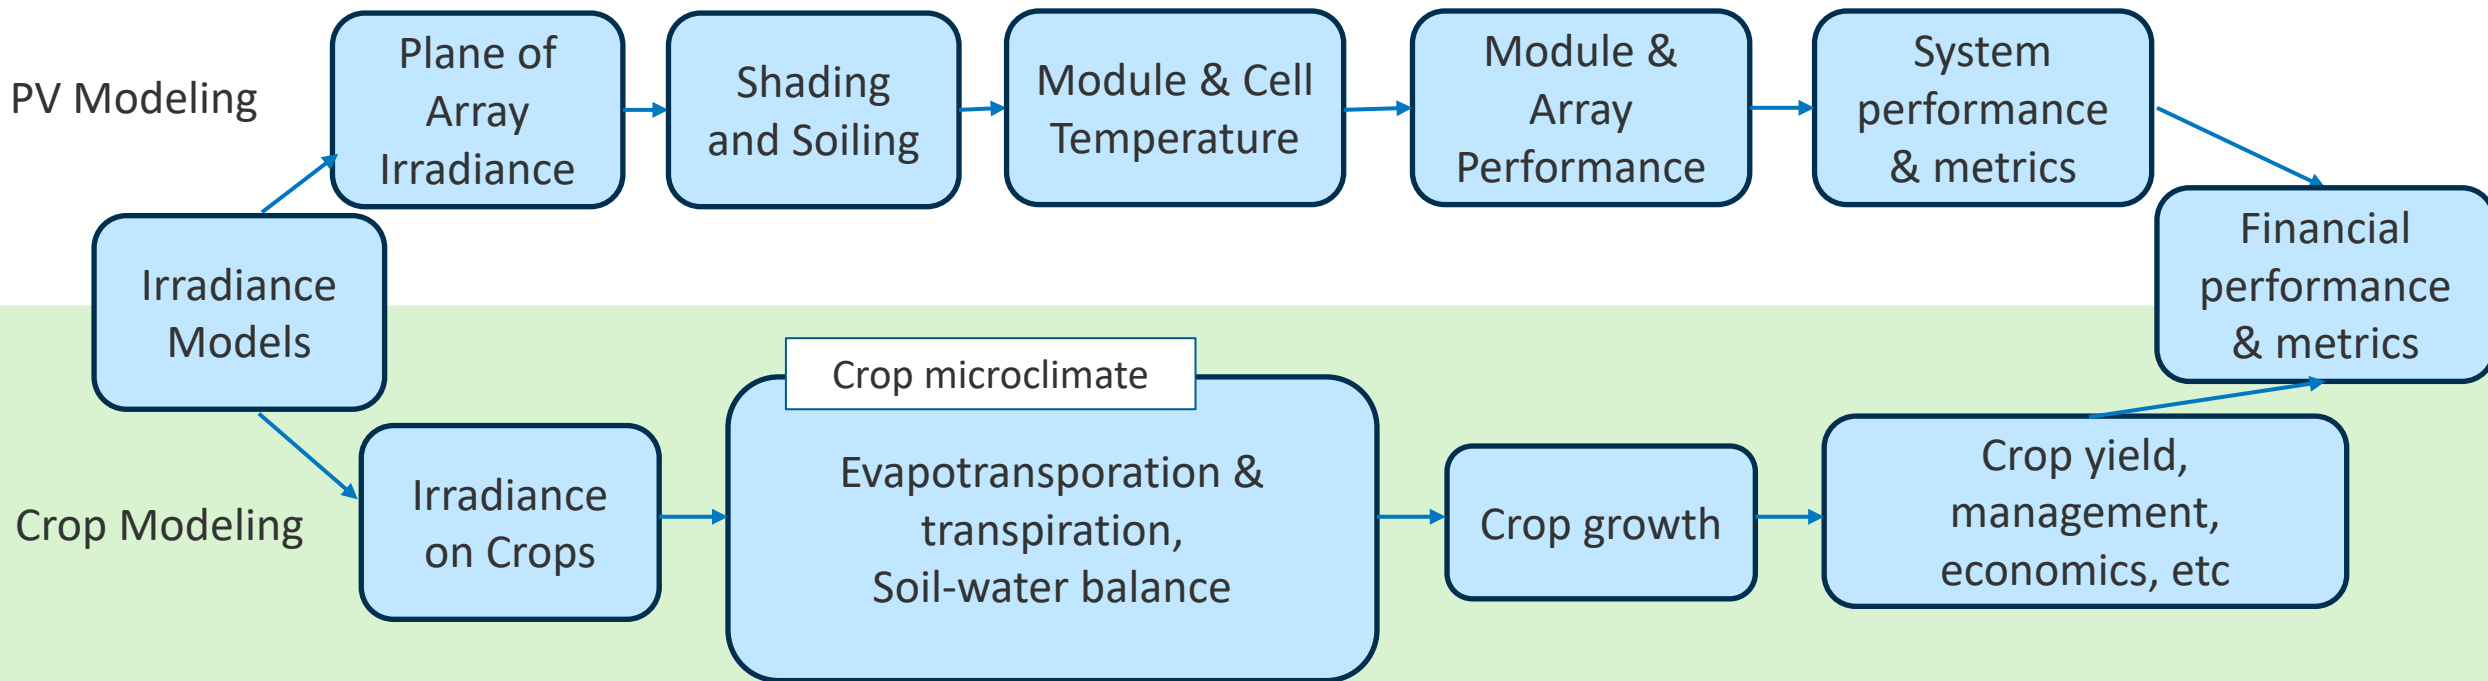 PV Modeling
Plane of
Array
Irradiance
Shading
and Soiling
Module & Cell
Temperature
Module &
Array
Performance
System
performance
& metrics
Irradiance
Models
Financial
performance
& metrics
Crop Modeling
Irradiance
on Crops
Crop microclimate
Evapotransporation &
transpiration,
Soil-water balance
Crop growth
Crop yield,
management,
economics, etc